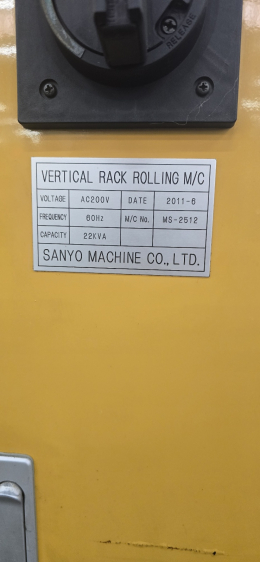 RELEASE
VERTICAL RACK ROLLING M/C
VOLTAGE AC200V DATE 2011-6
FREQUENCY 60Hz M/C No. MS-2512
CAPACITY 22KVA
SANYO MACHINE CO., LTD.